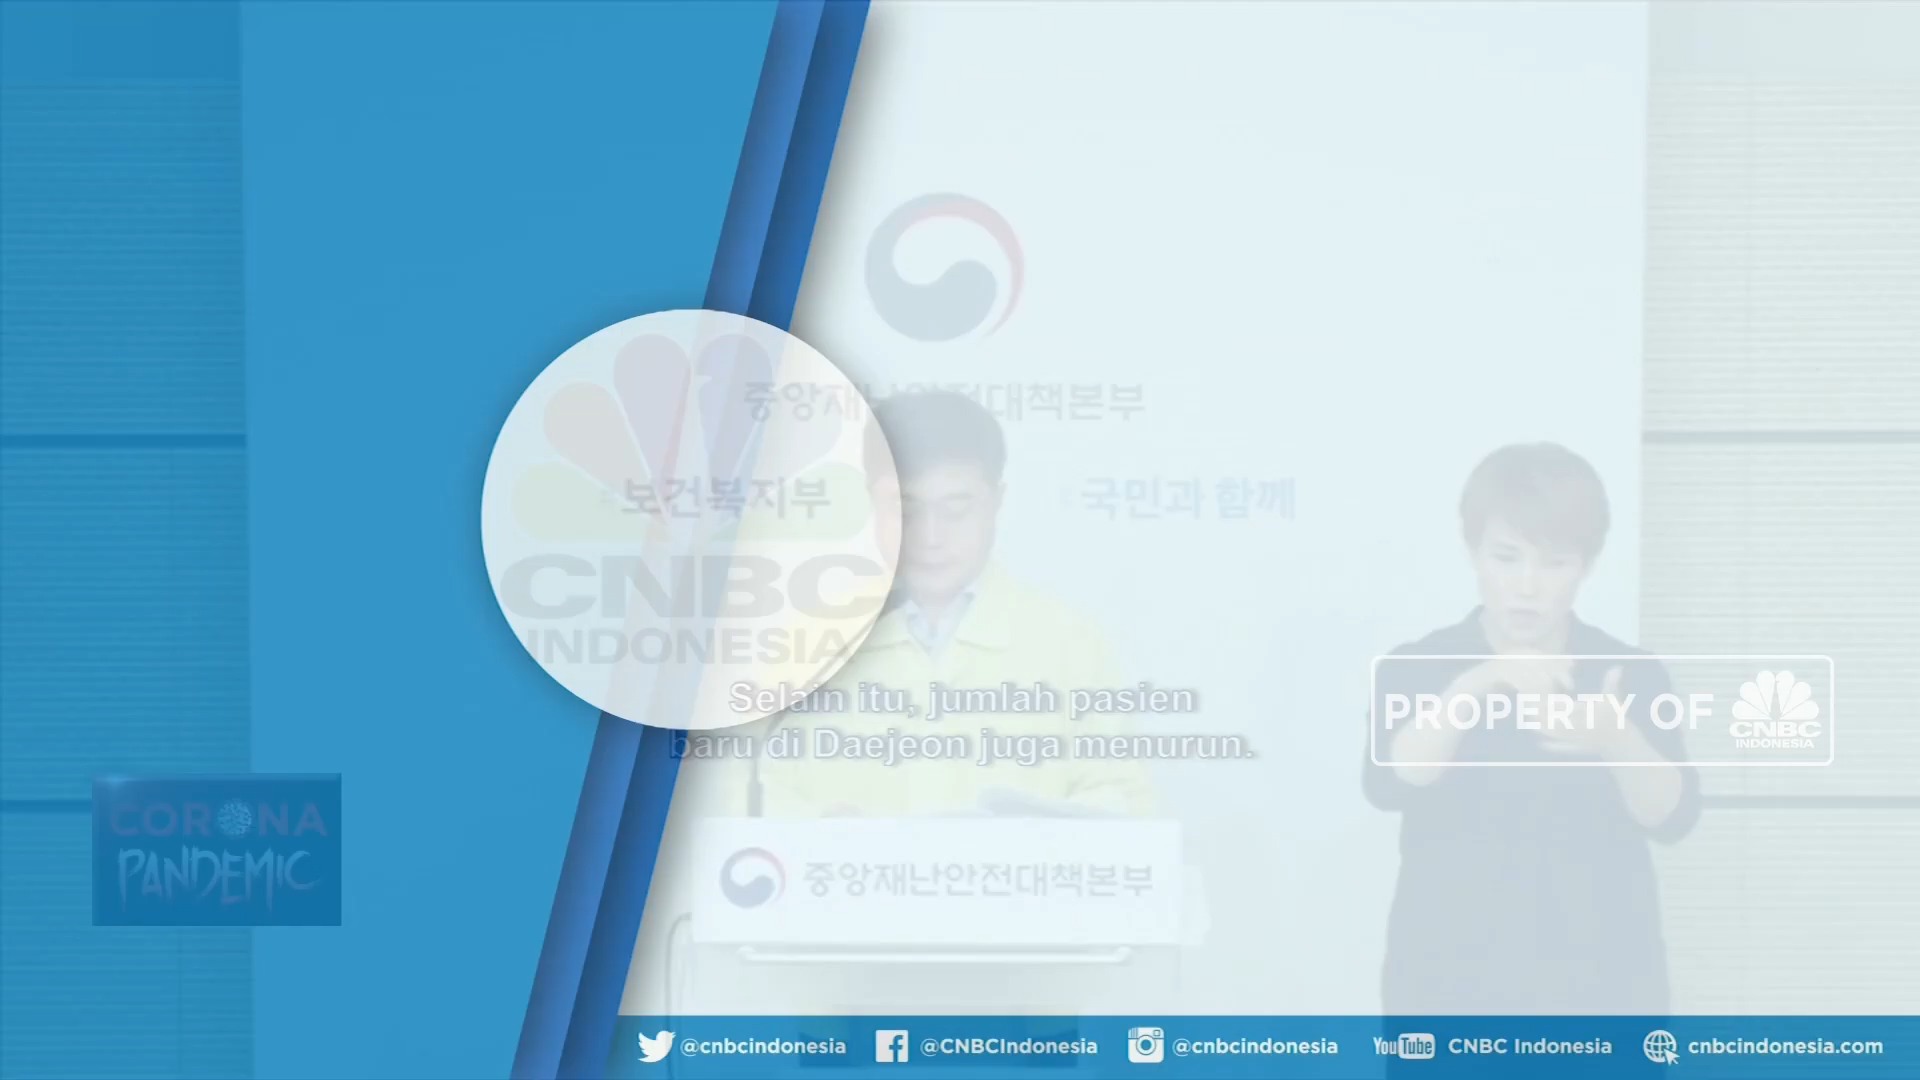 중앙재난안전대책본부
보건복지부
국민과 함께
CNBC
INDONESIA
Selain itu, jumlah pasien
baru di Daejeon juga menurun.
PROPERTY OF
CNBC
INDONESIA
CORONA
PANDEMIC
중앙재난안전대책본부
@cnbcindonesia
@CNBCIndonesia
@cnbcindonesia
YouTube CNBC Indonesia
cnbcindonesia.com